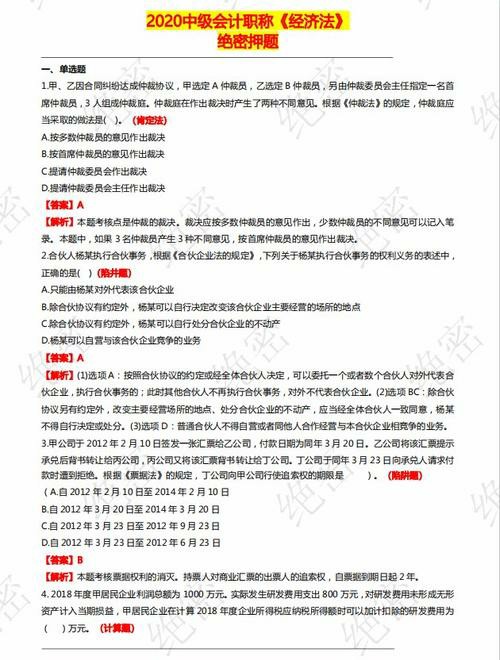 2020中级会计职称《经济法》
绝密押题
一、单选题
1.甲、乙因合同纠纷达成仲裁协议，甲选定 A 仲裁员，乙选定 B 仲裁员，另由仲裁委员会主任指定一名首
席仲裁员，3 人组成仲裁庭。仲裁庭在作出裁决时产生了两种不同意见。根据《仲裁法》的规定，仲裁庭应
当采取的做法是(　)。（肯定法）
A.按多数仲裁员的意见作出裁决
B.按首席仲裁员的意见作出裁决
C.提请仲裁委员会作出裁决
D.提请仲裁委员会主任作出裁决
【答案】A
【解析】本题考核点是仲裁的裁决。裁决应按多数仲裁员的意见作出，少数仲裁员的不同意见可以记入笔
录。本题中，如果 3 名仲裁员产生 3 种不同意见，按首席仲裁员的意见作出裁决。
2.合伙人杨某执行合伙事务，根据《合伙企业法的规定》,下列关于杨某执行合伙事务的权利义务的表述中，
正确的是(　)（陷井题）
A.只能由杨某对外代表该合伙企业
B.除合伙协议有约定外，杨某可以自行决定改变该合伙企业主要经营的场所的地点
C.除合伙协议有约定外，杨某可以自行处分合伙企业的不动产
D.杨某可以自营与该合伙企业竞争的业务
【答案】A
【解析】(1)选项 A：按照合伙协议的约定或经全体合伙人决定，可以委托一个或者数个合伙人对外代表合
伙企业，执行合伙事务的；此时其他合伙人不再执行合伙事务，对外不代表合伙企业。(2)选项 BC：除合伙
协议另有约定外，改变主要经营场所的地点、处分合伙企业的不动产，应当经全体合伙人一致同意，杨某
不得自行决定或处分。(3)选项 D：普通合伙人不得自营或者同他人合作经营与本合伙企业相竞争的业务。
3.甲公司于 2012 年 2 月 10 日签发一张汇票给乙公司，付款日期为同年 3 月 20 日。乙公司将该汇票提示
承兑后背书转让给丙公司，丙公司又将该汇票背书转让给丁公司。丁公司于同年 3 月 23 日向承兑人请求付
款时遭到拒绝。根据《票据法》的规定，丁公司向甲公司行使追索权的期限是（　）。（陷阱题）
（A.自 2012 年 2 月 10 日至 2014 年 2 月 10 日
B.自 2012 年 3 月 20 日至 2014 年 3 月 20 日
C.自 2012 年 3 月 23 日至 2012 年 9 月 23 日
D.自 2012 年 3 月 23 日至 2012 年 6 月 23 日
【答案】B
【解析】本题考核票据权利的消灭。持票人对商业汇票的出票人的追索权，自票据到期日起 2 年。
4. 2018 年度甲居民企业利润总额为 1000 万元。实际发生研发费用支出 800 万元，对研发费用未形成无形
资产计入当期损益，甲居民企业在计算 2018 年度企业所得税应纳税所得额时可以加计扣除的研发费用为
（　）万元。（计算题）
绝密